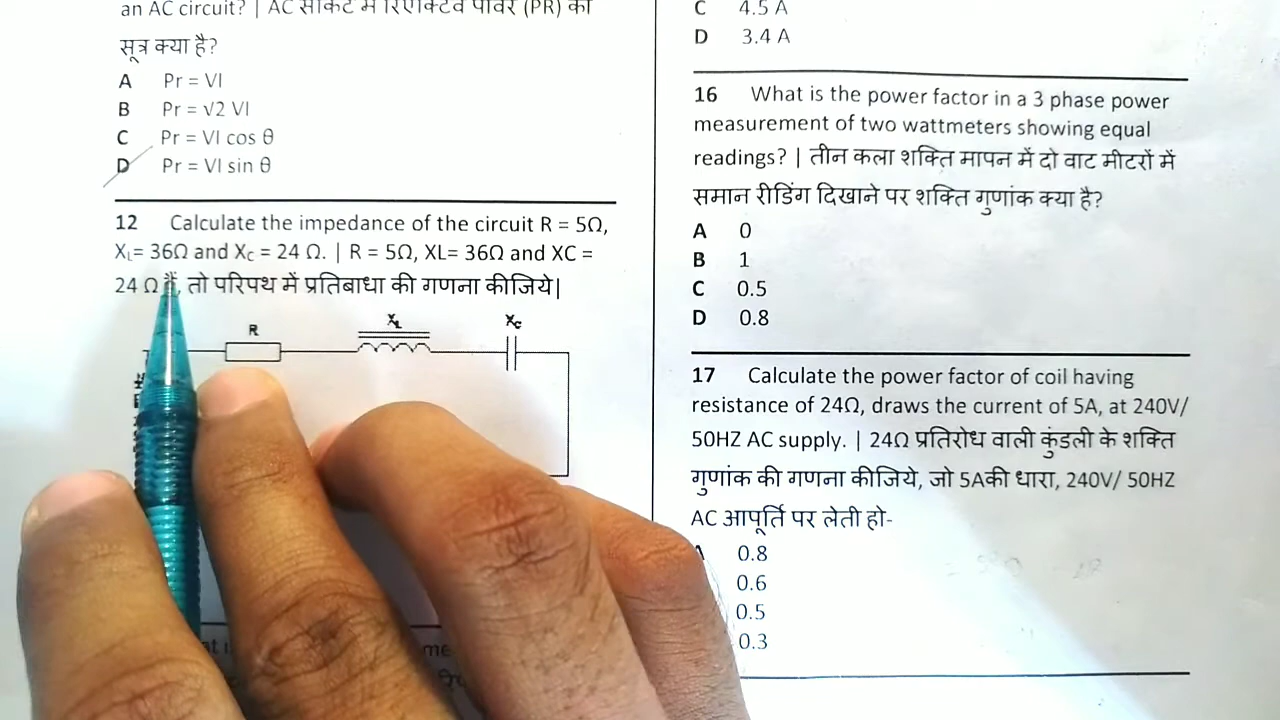 an AC circuit? | AC सर्किट में रिएक्टिव पावर (PR) का
सूत्र क्या है?
A Pr = VI
B Pr = √2 VI
C Pr = VI cos θ
D Pr = VI sin θ
12 Calculate the impedance of the circuit R = 5Ω,
XL= 36Ω and XC = 24 Ω. | R = 5Ω, XL= 36Ω and XC =
24 Ω हैं, तो परिपथ में प्रतिबाधा की गणना कीजिये|
R XL XC
C 4.5 A
D 3.4 A
16 What is the power factor in a 3 phase power
measurement of two wattmeters showing equal
readings? | तीन कला शक्ति मापन में दो वाट मीटरों में
समान रीडिंग दिखाने पर शक्ति गुणांक क्या है?
A 0
B 1
C 0.5
D 0.8
17 Calculate the power factor of coil having
resistance of 24Ω, draws the current of 5A, at 240V/
50HZ AC supply. | 24Ω प्रतिरोध वाली कुंडली के शक्ति
गुणांक की गणना कीजिये, जो 5Aकी धारा, 240V/ 50HZ
AC आपूर्ति पर लेती हो-
A 0.8
0.6
0.5
0.3